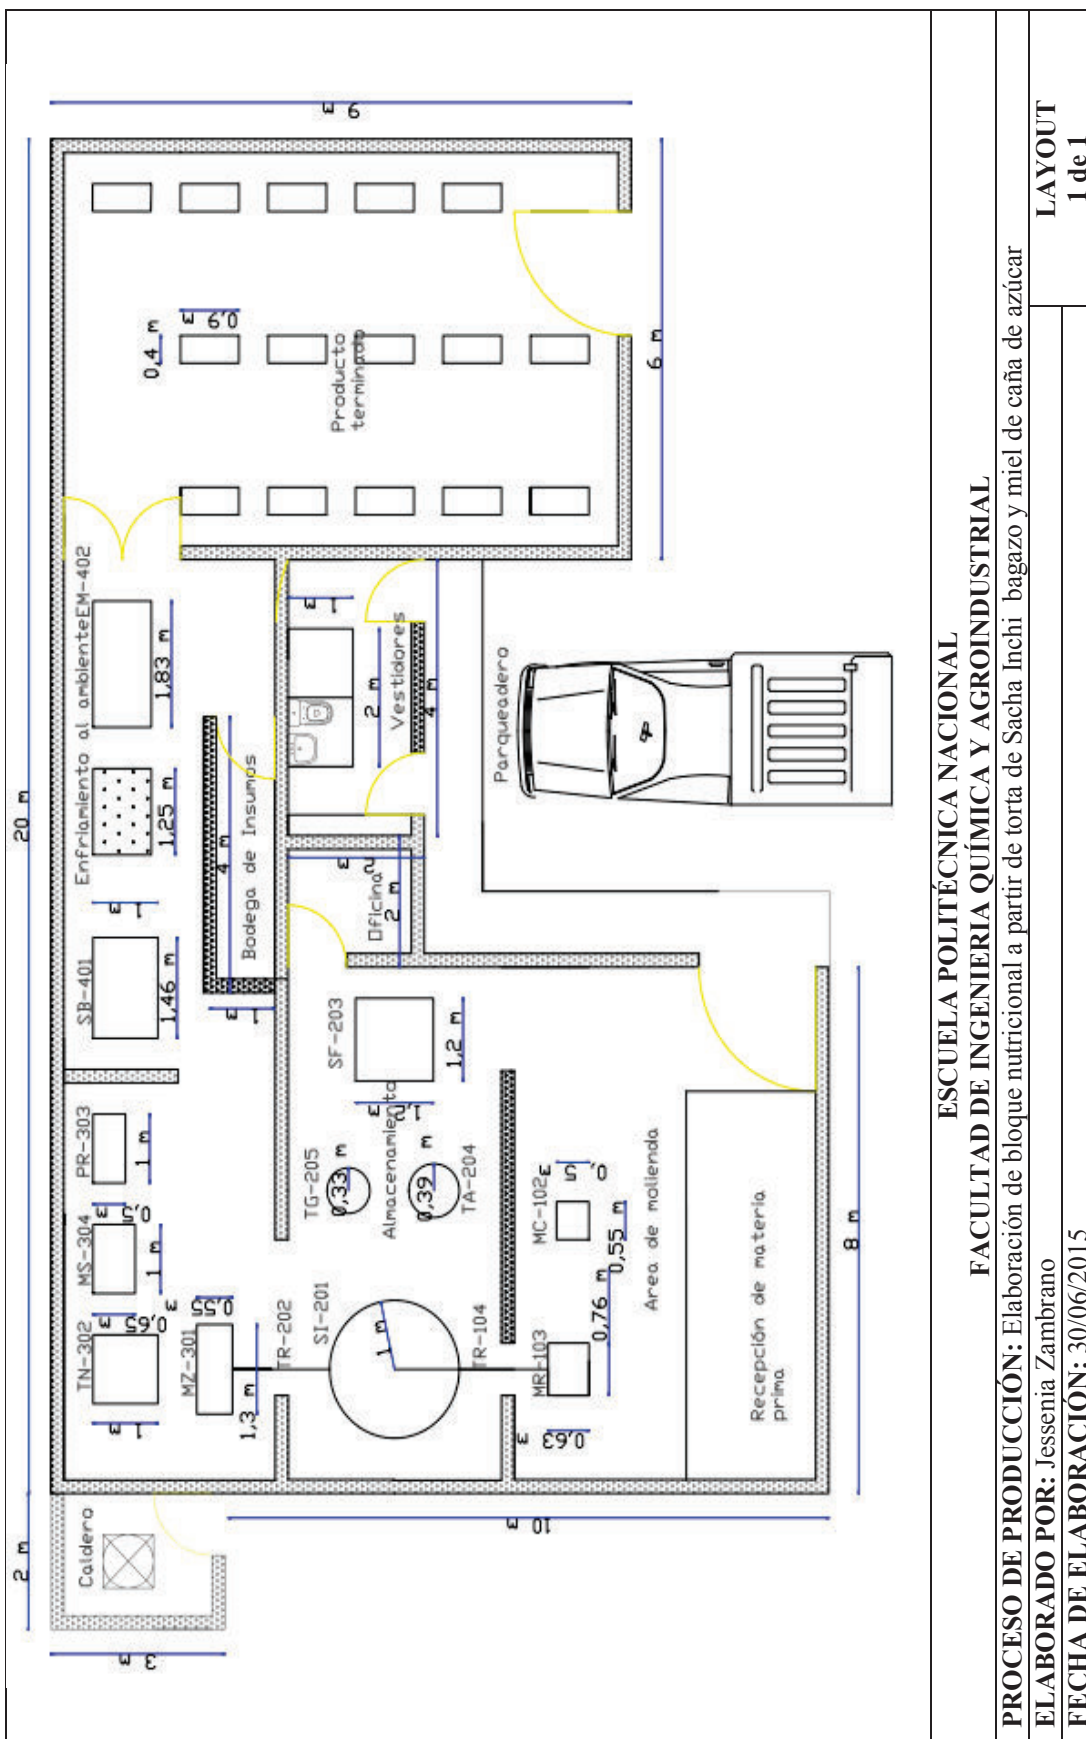 2 m
20 m
3 m
Caldero
10 m
TN-302
MS-304
PR-303
SB-401
Enfriamiento al ambiente
EM-402
9 m
1 m
0,65 m
1 m
0,5 m
1 m
1,46 m
1 m
1,25 m
1,83 m
0,4 m
0,9 m
MZ-301
0,55 m
1,3 m
1 m
4 m
Bodega de Insumos
TR-202
SI-201
TG-205
SF-203
1 m
Producto
terminado
0,33 m
Almacenamiento
1 m
1,2 m
Oficina
2 m
2 m
2 m
Vestidores
4 m
0,39 m
1,2 m
TR-104
TA-204
Parqueadero
MR-103
MC-102
0,5 m
0,63 m
0,76 m
0,55 m
Area de molienda
6 m
Recepción de materia
prima
8 m
ESCUELA POLITÉCNICA NACIONAL
FACULTAD DE INGENIERIA QUÍMICA Y AGROINDUSTRIAL
PROCESO DE PRODUCCIÓN: Elaboración de bloque nutricional a partir de torta de Sacha Inchi bagazo y miel de caña de azúcar
ELABORADO POR: Jessenia Zambrano
LAYOUT
FECHA DE ELABORACIÓN: 30/06/2015
1 de 1